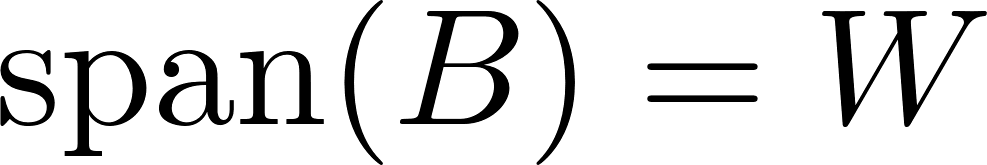 span(B) = W